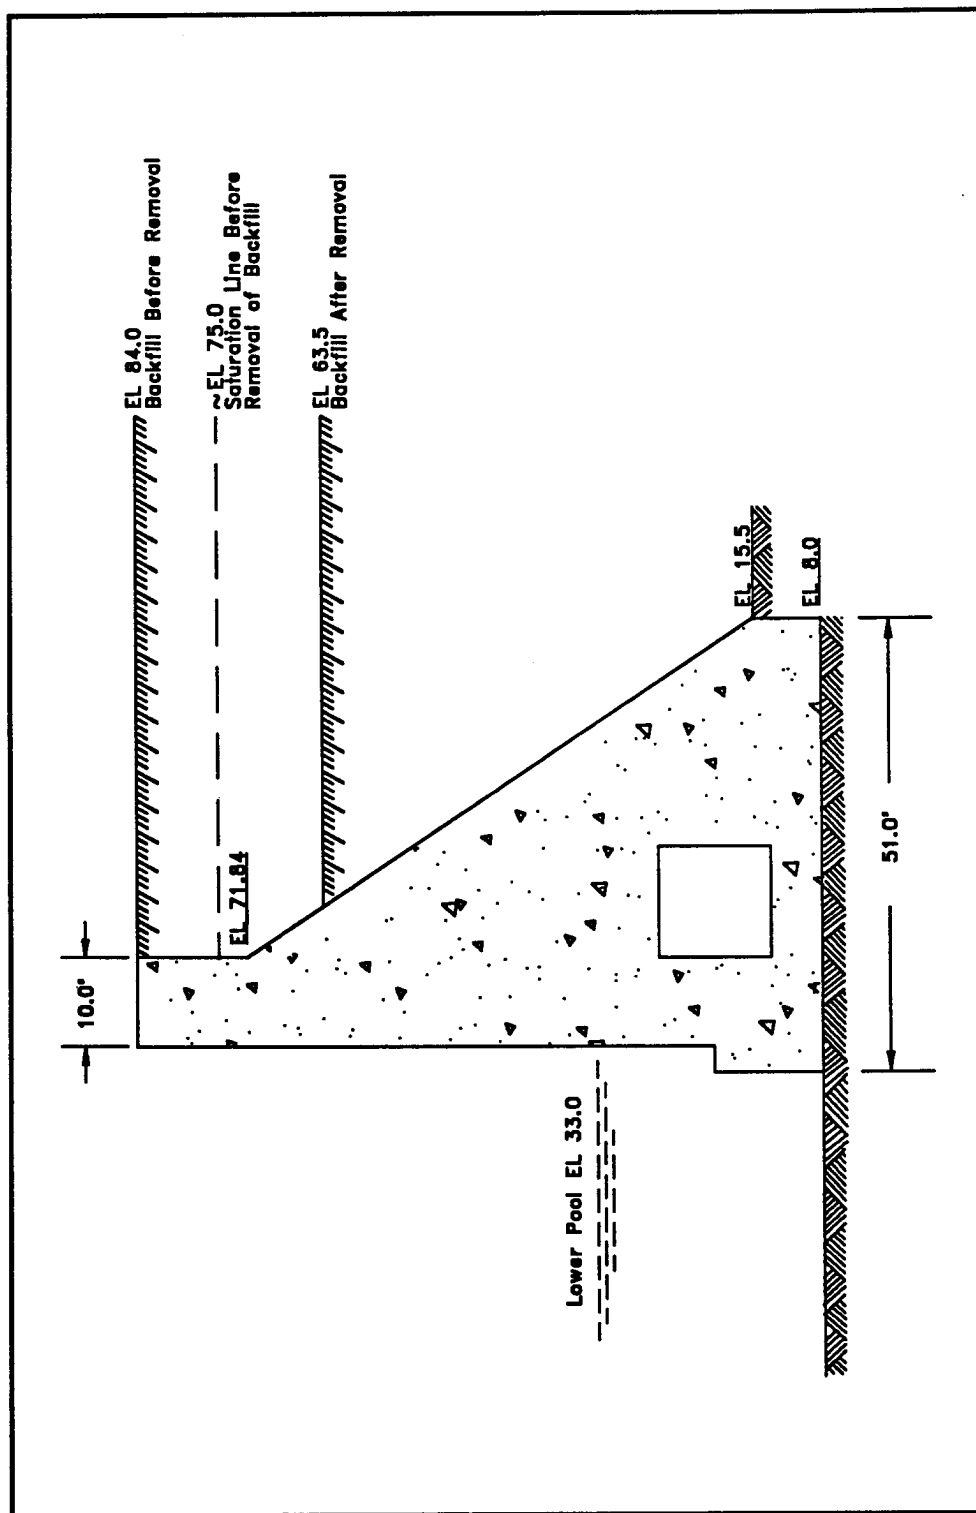 EL 84.0
Backfill Before Removal
~EL 75.0
Saturation Line Before
Removal of Backfill
EL 63.5
Backfill After Removal
10.0'
EL 71.84
EL 15.5
EL 8.0
51.0'
Lower Pool EL 33.0